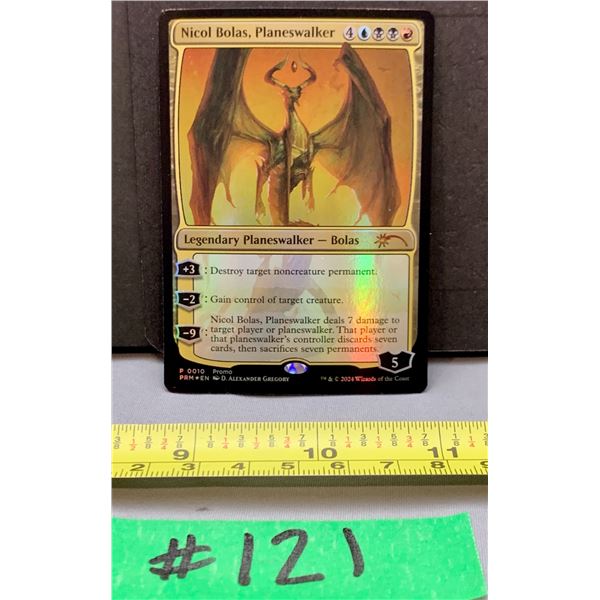 Nicol Bolas, Planeswalker 4
Legendary Planeswalker — Bolas
+3 : Destroy target noncreature permanent.
−2 : Gain control of target creature.
Nicol Bolas, Planeswalker deals 7 damage to
−9 : target player or planeswalker. That player or
that planeswalker's controller discards seven
cards, then sacrifices seven permanents.
5
P 0010 Promo
PRM ★ EN D. Alexander Gregory ™ & © 2024 Wizards of the Coast
9 10 11
#121